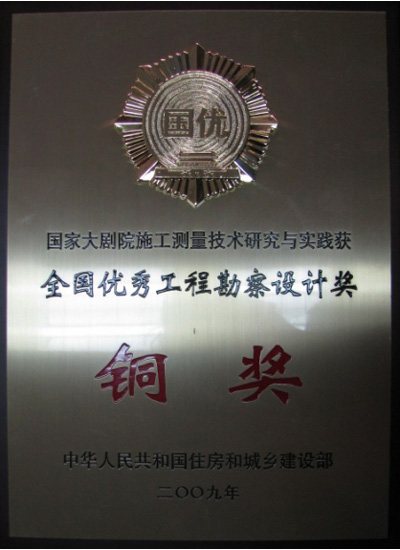 国优
国家大剧院施工测量技术研究与实践获
全国优秀工程勘察设计奖
铜奖
中华人民共和国住房和城乡建设部
二〇〇九年